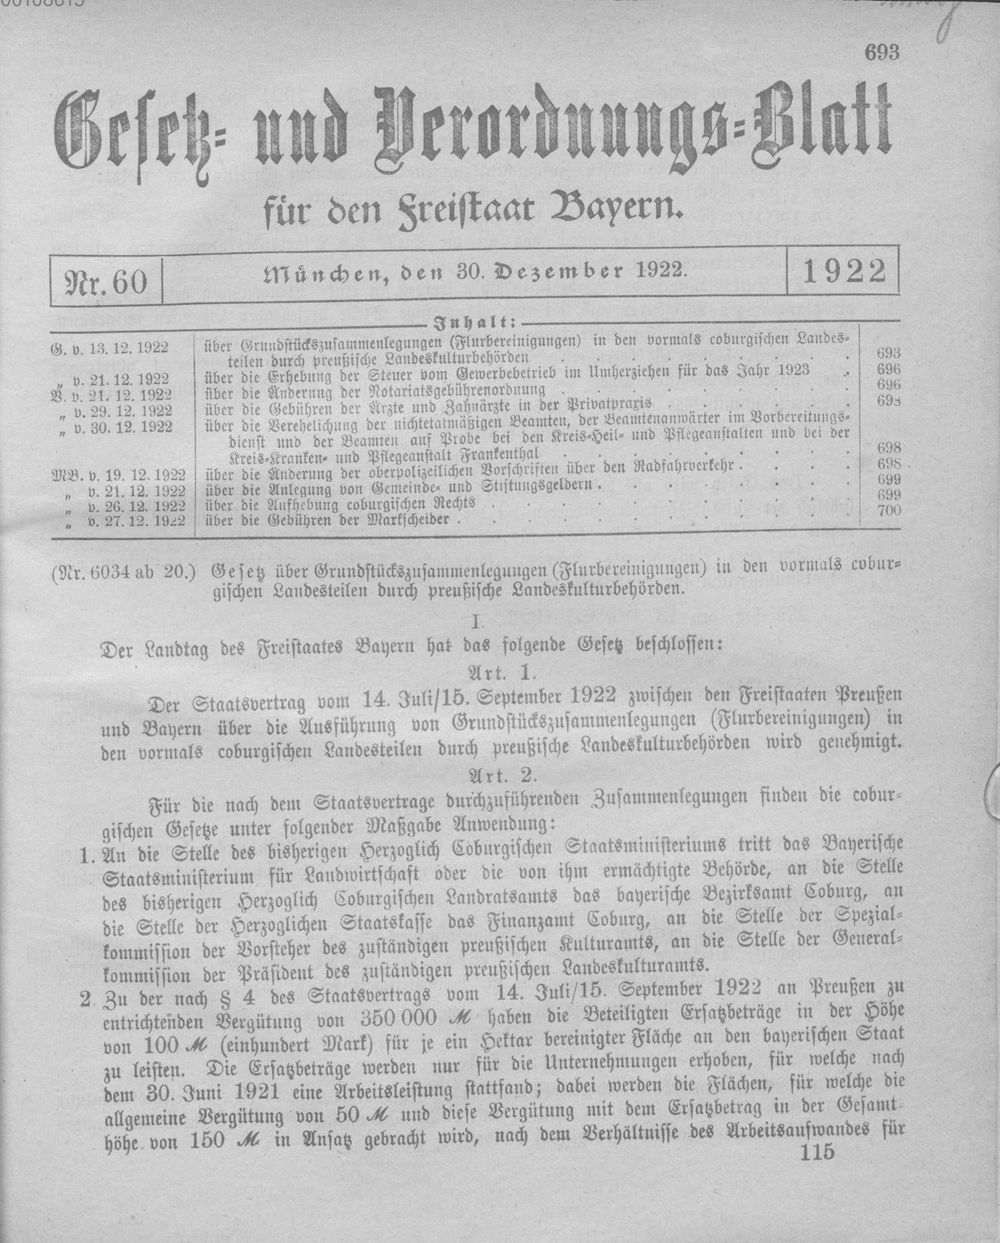 693
Gesetz- und Verordnungs-Blatt
für den Freistaat Bayern.
Nr. 60 München, den 30. Dezember 1922. 1922
Inhalt:
G. v. 13. 12. 1922 über Grundstückszusammenlegungen (Flurbereinigungen) in den vormals coburgischen Landes-
teilen durch preußische Landeskulturbehörden . . . . . . . . . . 693
„ v. 21. 12. 1922 über die Erhebung der Steuer vom Gewerbebetrieb im Umherziehen für das Jahr 1923 . 696
V. v. 21. 12. 1922 über die Änderung der Notariatsgebührenordnung . . . . . . . . . 696
„ v. 29. 12. 1922 über die Gebühren der Ärzte und Zahnärzte in der Privatpraxis . . . . . . 698
„ v. 30. 12. 1922 über die Verehelichung der nichtetatmäßigen Beamten, der Beamtenanwärter im Vorbereitungs-
dienst und der Beamten auf Probe bei den Kreis-Heil- und Pflegeanstalten und bei der
Kreis-Kranken- und Pflegeanstalt Frankenthal . . . . . . . . . 698
MB. v. 19. 12. 1922 über die Änderung der oberpolizeilichen Vorschriften über den Radfahrverkehr . . . . 698
„ v. 21. 12. 1922 über die Anlegung von Gemeinde- und Stiftungsgeldern . . . . . . . . 699
„ v. 26. 12. 1922 über die Aufhebung coburgischen Rechts . . . . . . . . . . . 699
„ v. 27. 12. 1922 über die Gebühren der Markscheider . . . . . . . . . . . . 700
(Nr. 6034 ab 20.) Gesetz über Grundstückszusammenlegungen (Flurbereinigungen) in den vormals cobur-
gischen Landesteilen durch preußische Landeskulturbehörden.
I.
Der Landtag des Freistaates Bayern hat das folgende Gesetz beschlossen:
Art. 1.
Der Staatsvertrag vom 14. Juli/15. September 1922 zwischen den Freistaaten Preußen
und Bayern über die Ausführung von Grundstückszusammenlegungen (Flurbereinigungen) in
den vormals coburgischen Landesteilen durch preußische Landeskulturbehörden wird genehmigt.
Art. 2.
Für die nach dem Staatsvertrage durchzuführenden Zusammenlegungen finden die cobur-
gischen Gesetze unter folgender Maßgabe Anwendung:
1. An die Stelle des bisherigen Herzoglich Coburgischen Staatsministeriums tritt das Bayerische
Staatsministerium für Landwirtschaft oder die von ihm ermächtigte Behörde, an die Stelle
des bisherigen Herzoglich Coburgischen Landratsamts das bayerische Bezirksamt Coburg, an
die Stelle der Herzoglichen Staatskasse das Finanzamt Coburg, an die Stelle der Spezial-
kommission der Vorsteher des zuständigen preußischen Kulturamts, an die Stelle der General-
kommission der Präsident des zuständigen preußischen Landeskulturamts.
2. Zu der nach § 4 des Staatsvertrags vom 14. Juli/15. September 1922 an Preußen zu
entrichtenden Vergütung von 350 000 ℳ haben die Beteiligten Ersatzbeträge in der Höhe
von 100 ℳ (einhundert Mark) für je ein Hektar bereinigter Fläche an den bayerischen Staat
zu leisten. Die Ersatzbeträge werden nur für die Unternehmungen erhoben, für welche nach
dem 30. Juni 1921 eine Arbeitsleistung stattfand; dabei werden die Flächen, für welche die
allgemeine Vergütung von 50 ℳ und diese Vergütung mit dem Ersatzbetrag in der Gesamt-
höhe von 150 ℳ in Ansatz gebracht wird, nach dem Verhältnisse des Arbeitsaufwandes für
115